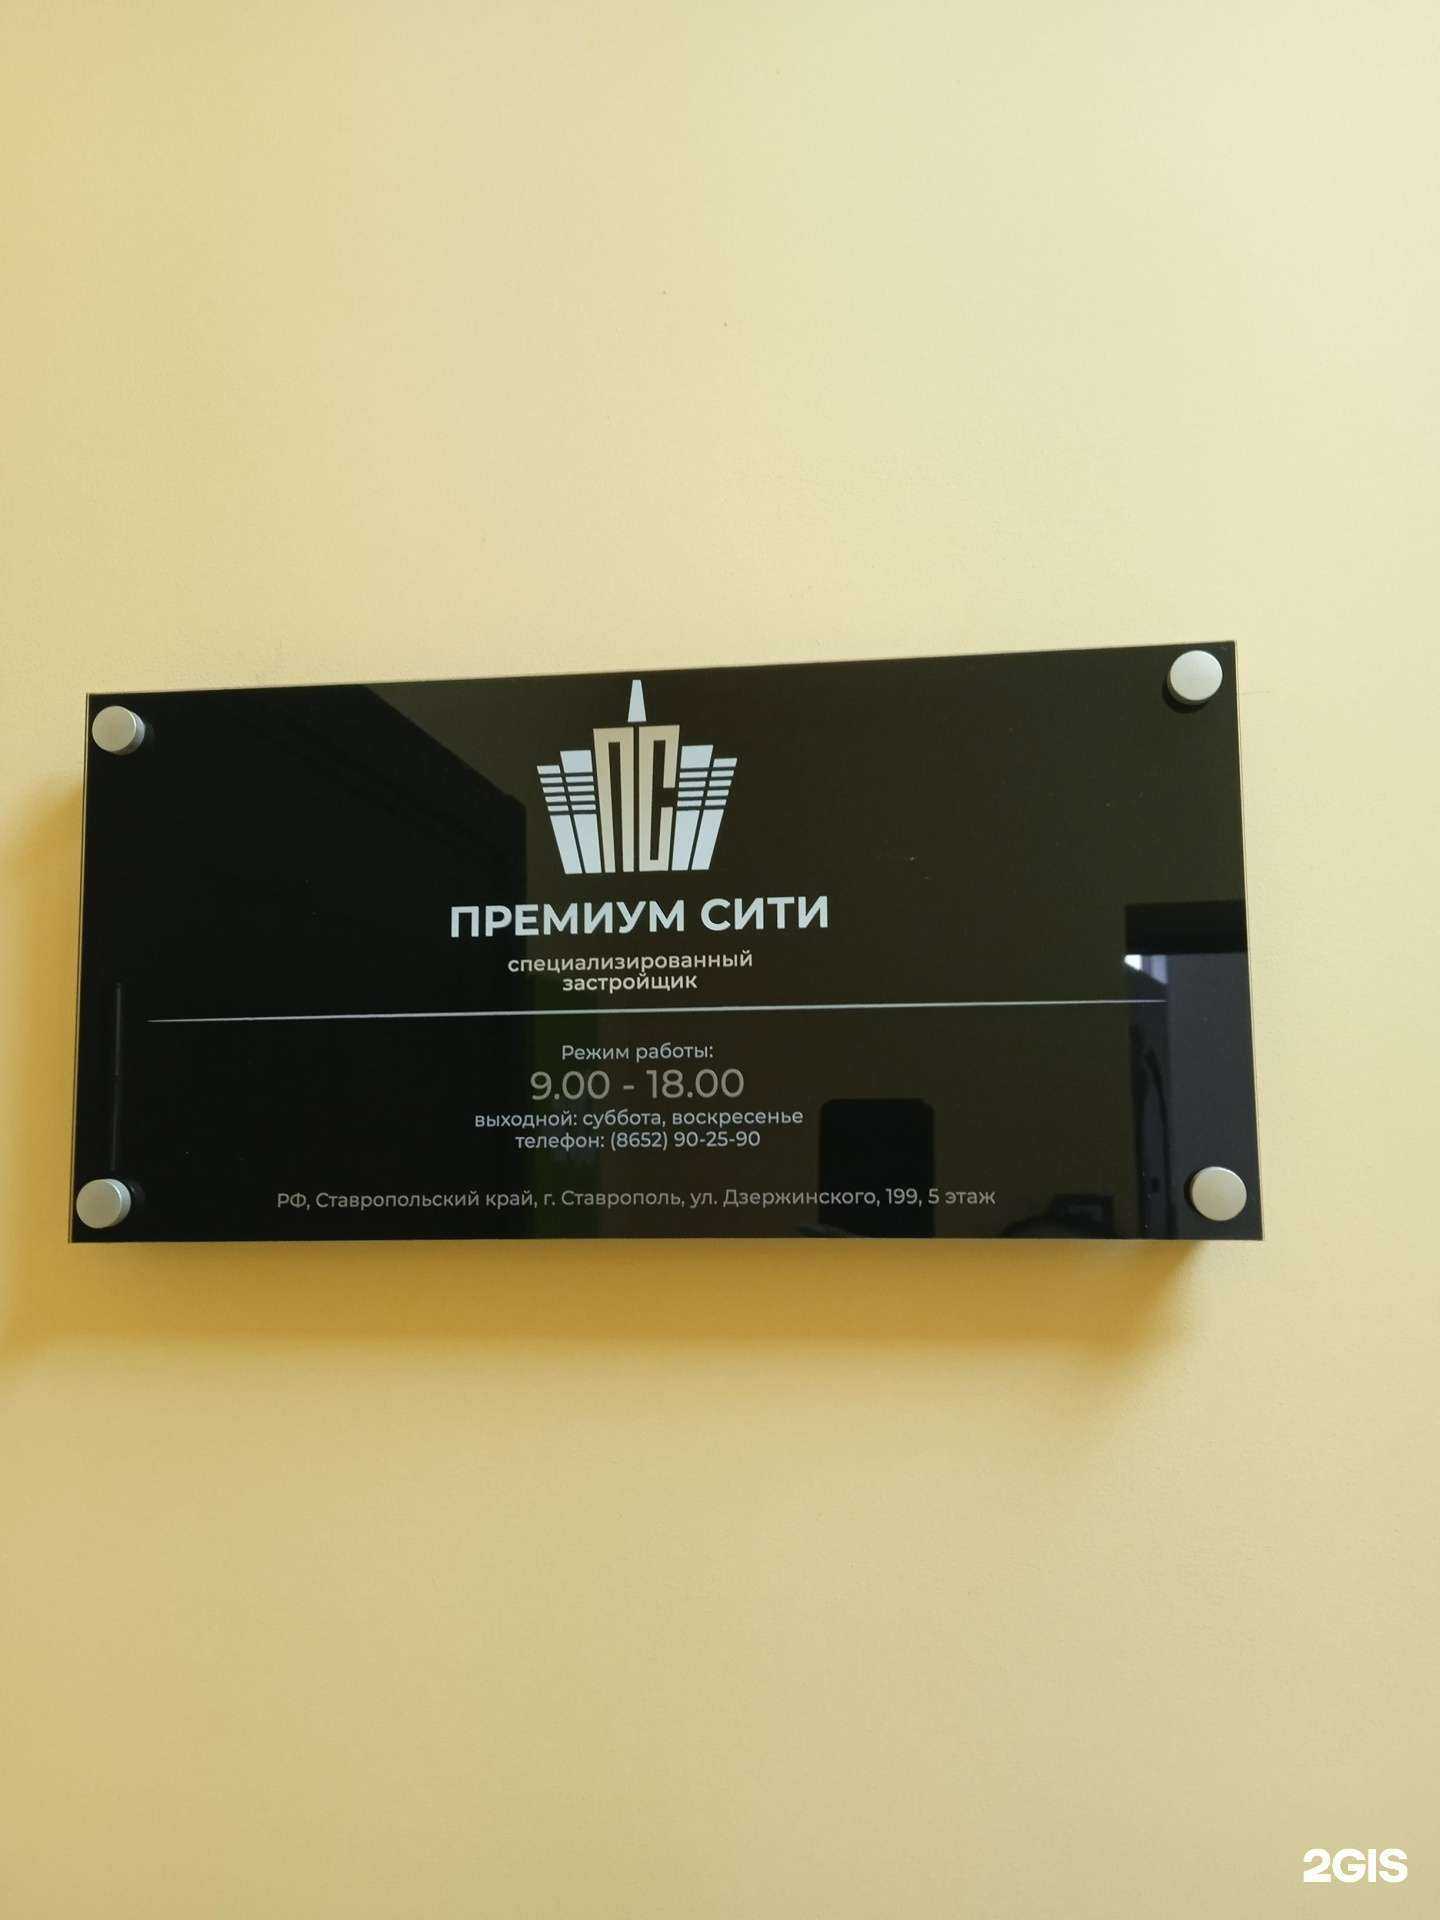 ПС
ПРЕМИУМ СИТИ
специализированный
застройщик
Режим работы:
9.00 - 18.00
выходной: суббота, воскресенье
телефон: (8652) 90-25-90
РФ, Ставропольский край, г. Ставрополь, ул. Дзержинского, 199, 5 этаж
2GIS